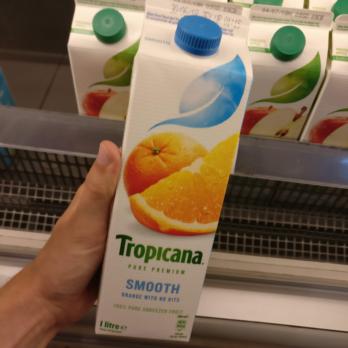 Tropicana
PURE PREMIUM
SMOOTH
ORANGE WITH NO BITS
100% PURE SQUEEZED FRUIT
1 litre e